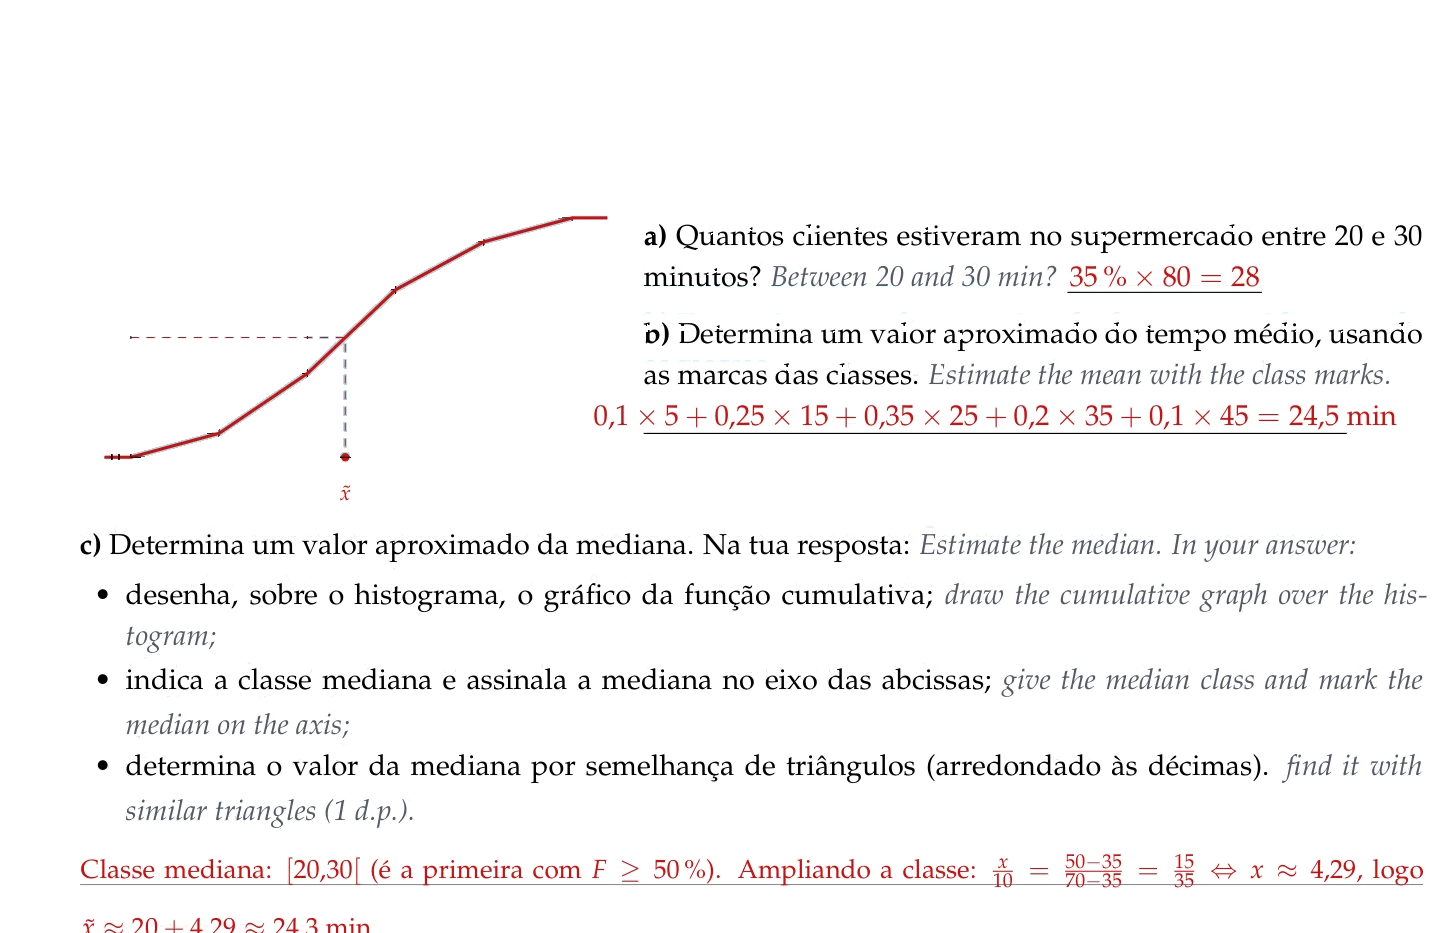 a) Quantos clientes estiveram no supermercado entre 20 e 30
minutos? Between 20 and 30 min? 35 % × 80 = 28
b) Determina um valor aproximado do tempo médio, usando
as marcas das classes. Estimate the mean with the class marks.
0,1 × 5 + 0,25 × 15 + 0,35 × 25 + 0,2 × 35 + 0,1 × 45 = 24,5 min
x̃
c) Determina um valor aproximado da mediana. Na tua resposta: Estimate the median. In your answer:
• desenha, sobre o histograma, o gráfico da função cumulativa; draw the cumulative graph over the his-
togram;
• indica a classe mediana e assinala a mediana no eixo das abcissas; give the median class and mark the
median on the axis;
• determina o valor da mediana por semelhança de triângulos (arredondado às décimas). find it with
similar triangles (1 d.p.).
Classe mediana: [20,30[ (é a primeira com F ≥ 50 %). Ampliando a classe: x/10 = 50−35/70−35 = 15/35 ⇔ x ≈ 4,29, logo
x̃ ≈ 20 + 4,29 ≈ 24,3 min